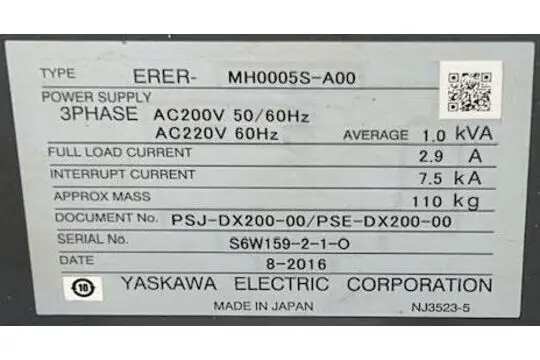 TYPE ERER- MH0005S-A00
POWER SUPPLY
3PHASE AC200V 50/60Hz
AC220V 60Hz AVERAGE 1.0 kVA
FULL LOAD CURRENT 2.9 A
INTERRUPT CURRENT 7.5 kA
APPROX MASS 110 kg
DOCUMENT No. PSJ-DX200-00/PSE-DX200-00
SERIAL No. S6W159-2-1-0
DATE 8-2016
10 YASKAWA ELECTRIC CORPORATION
MADE IN JAPAN NJ3523-5